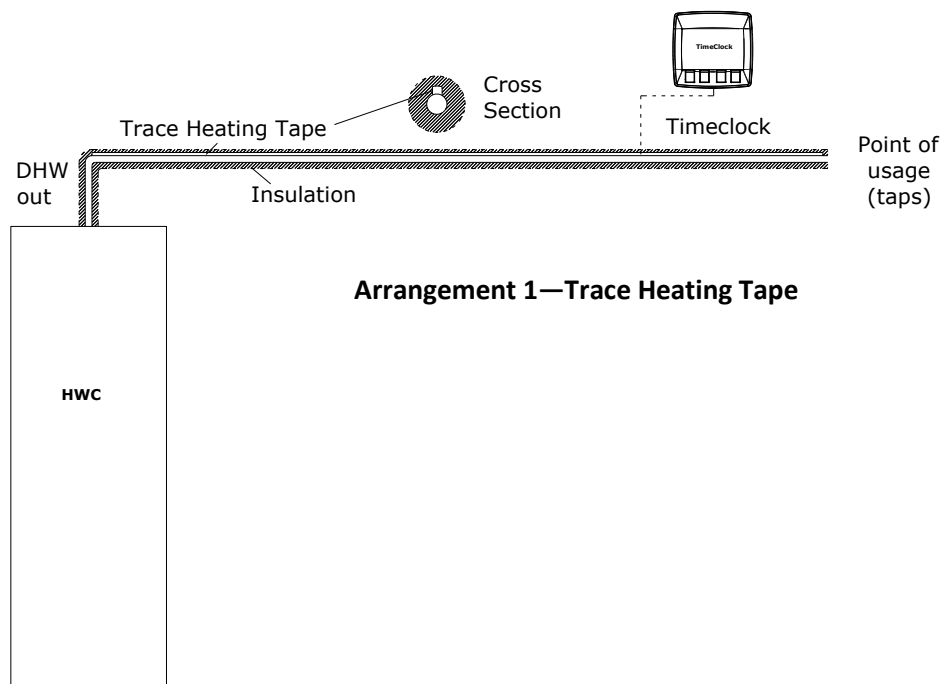 TimeClock
Cross
Section
Trace Heating Tape
Timeclock
Point of
usage
(taps)
DHW
out
Insulation
Arrangement 1—Trace Heating Tape
HWC